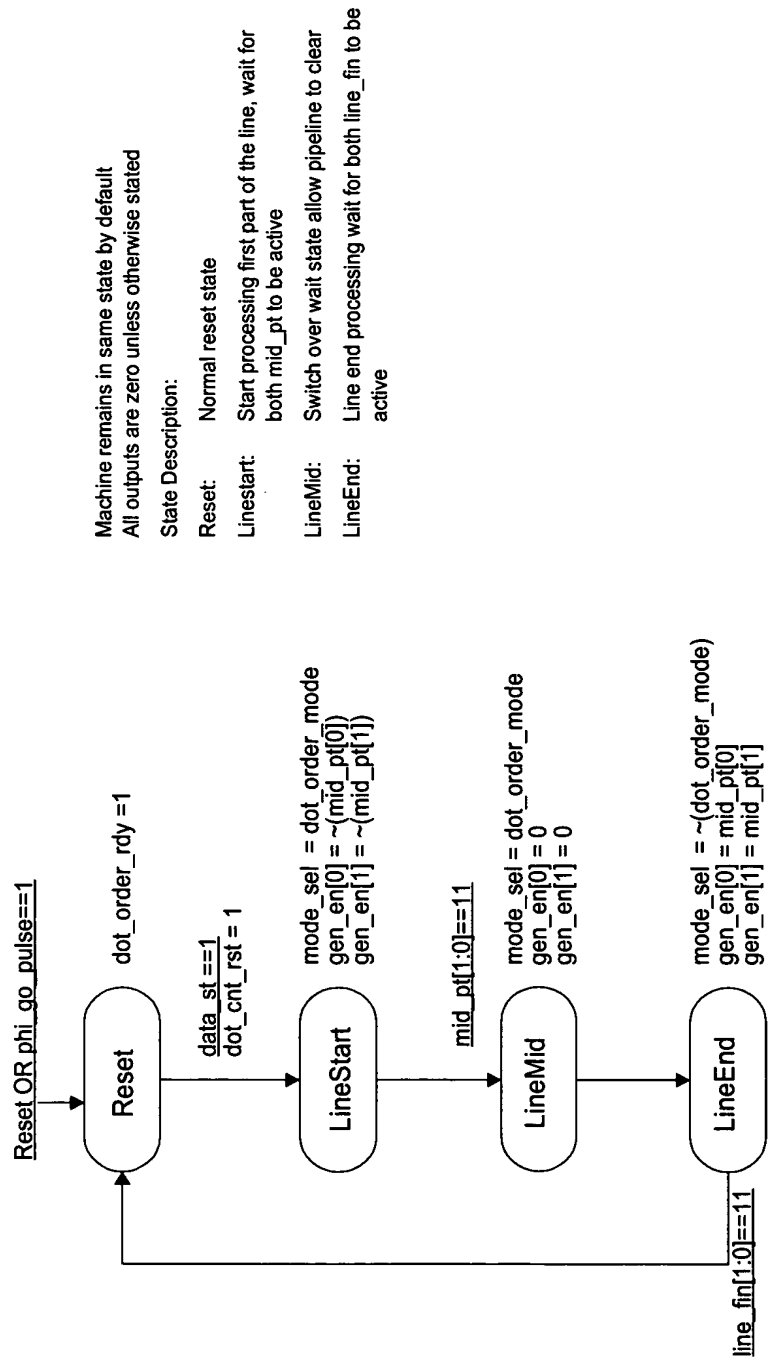 Reset OR phi_go_pulse==1
Reset
dot_order_rdy =1
data_st ==1
dot_cnt_rst = 1
LineStart
mode_sel = dot_order_mode
gen_en[0] = ~(mid_pt[0])
gen_en[1] = ~(mid_pt[1])
mid_pt[1:0]==11
LineMid
mode_sel = dot_order_mode
gen_en[0] = 0
gen_en[1] = 0
LineEnd
mode_sel = ~(dot_order_mode)
gen_en[0] = mid_pt[0]
gen_en[1] = mid_pt[1]
line_fin[1:0]==11
Machine remains in same state by default
All outputs are zero unless otherwise stated
State Description:
Reset: Normal reset state
Linestart: Start processing first part of the line, wait for
both mid_pt to be active
LineMid: Switch over wait state allow pipeline to clear
LineEnd: Line end processing wait for both line_fin to be
active